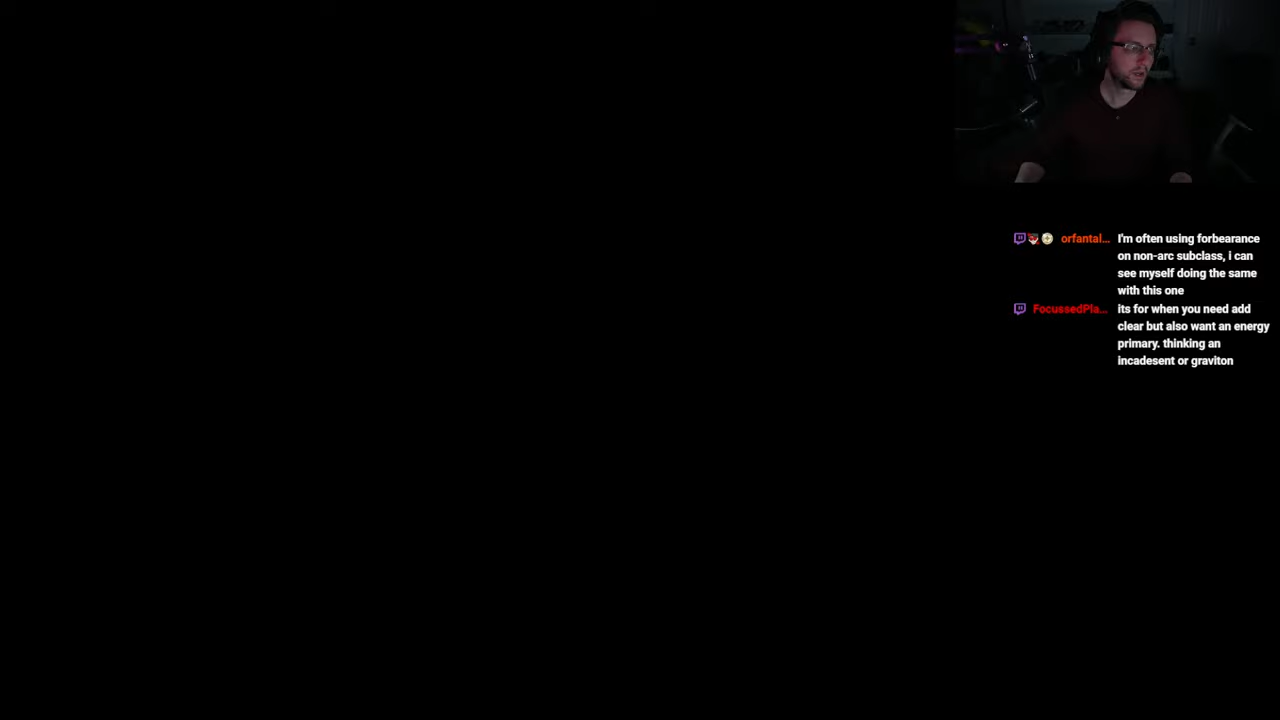 orfantal... I'm often using forbearance
on non-arc subclass, i can
see myself doing the same
with this one
FocussedPla... its for when you need add
clear but also want an energy
primary. thinking an
incadesent or graviton